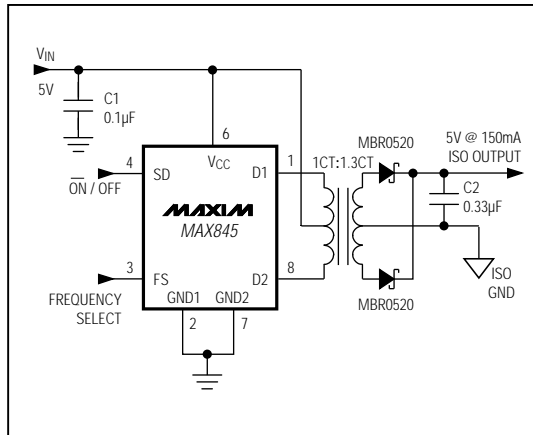 VIN
5V
C1
0.1µF
6
VCC
4
SD
ON / OFF
D1
1
1CT:1.3CT
MBR0520
5V @ 150mA
ISO OUTPUT
C2
0.33µF
MAXIM
MAX845
3
FS
FREQUENCY
SELECT
D2
8
GND1
GND2
2
7
MBR0520
ISO
GND